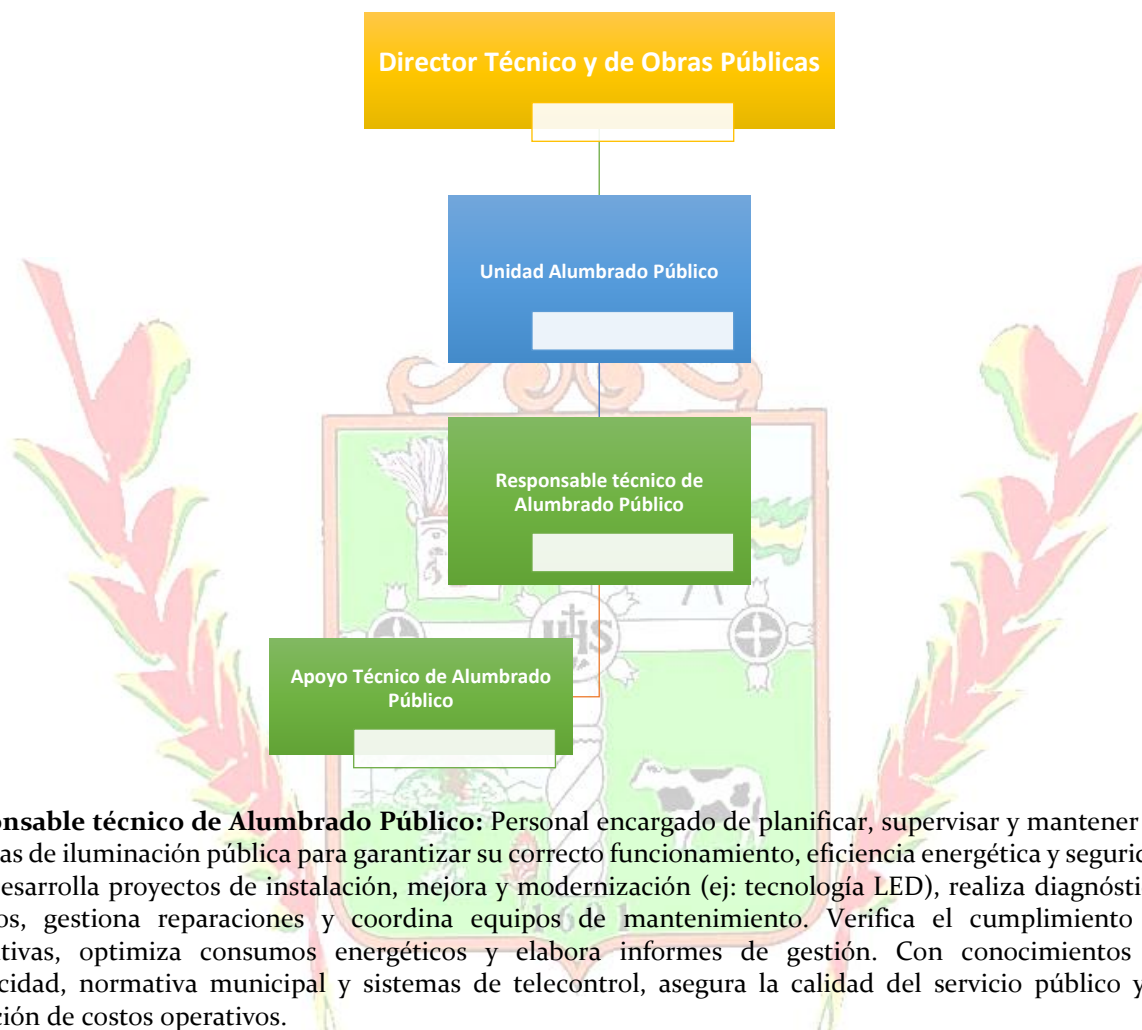 Director Técnico y de Obras Públicas
Unidad Alumbrado Público
Responsable técnico de
Alumbrado Público
IHS
Apoyo Técnico de Alumbrado
Público
onsable técnico de Alumbrado Público: Personal encargado de planificar, supervisar y mantener
as de iluminación pública para garantizar su correcto funcionamiento, eficiencia energética y segurid
esarrolla proyectos de instalación, mejora y modernización (ej: tecnología LED), realiza diagnósti
os, gestiona reparaciones y coordina equipos de mantenimiento. Verifica el cumplimiento
tivas, optimiza consumos energéticos y elabora informes de gestión. Con conocimientos
cidad, normativa municipal y sistemas de telecontrol, asegura la calidad del servicio público y
ción de costos operativos.